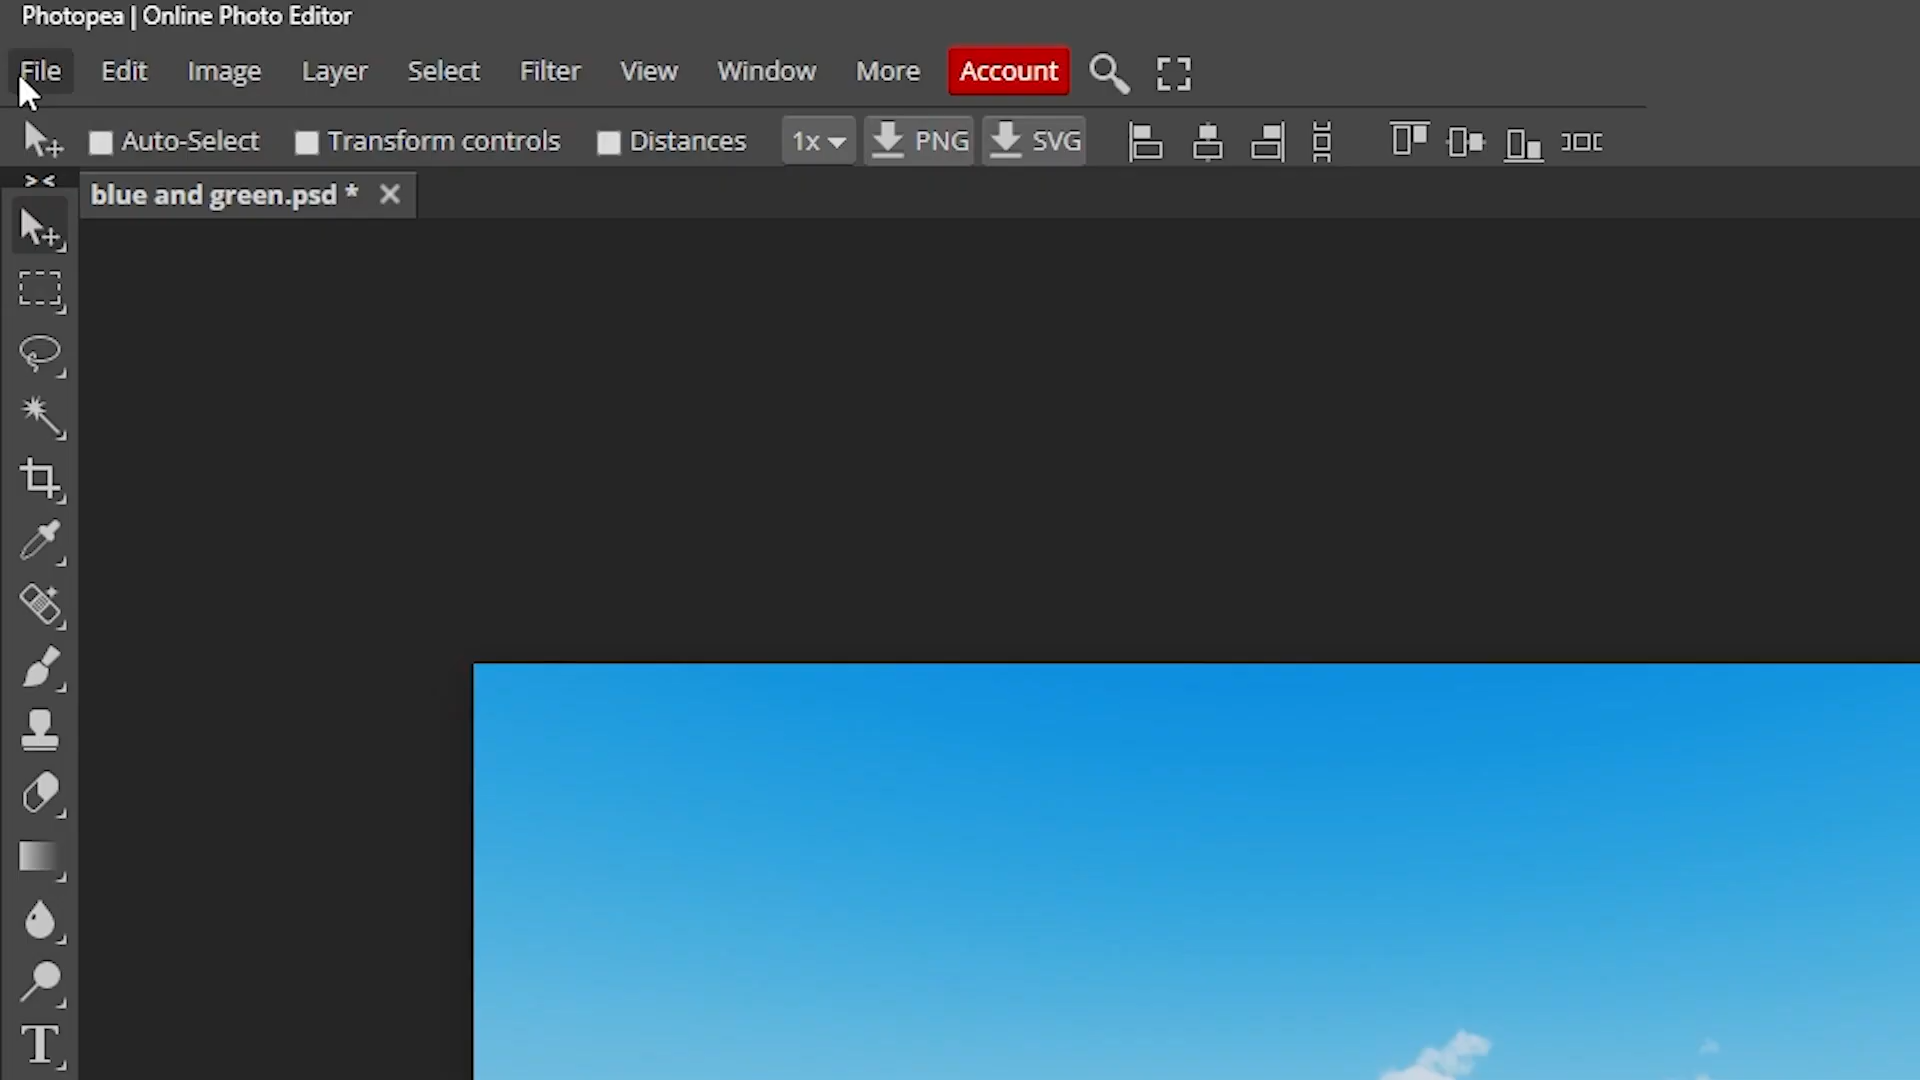 Photopea | Online Photo Editor
File Edit Image Layer Select Filter View Window More Account
Auto-Select Transform controls Distances 1x PNG SVG
blue and green.psd *